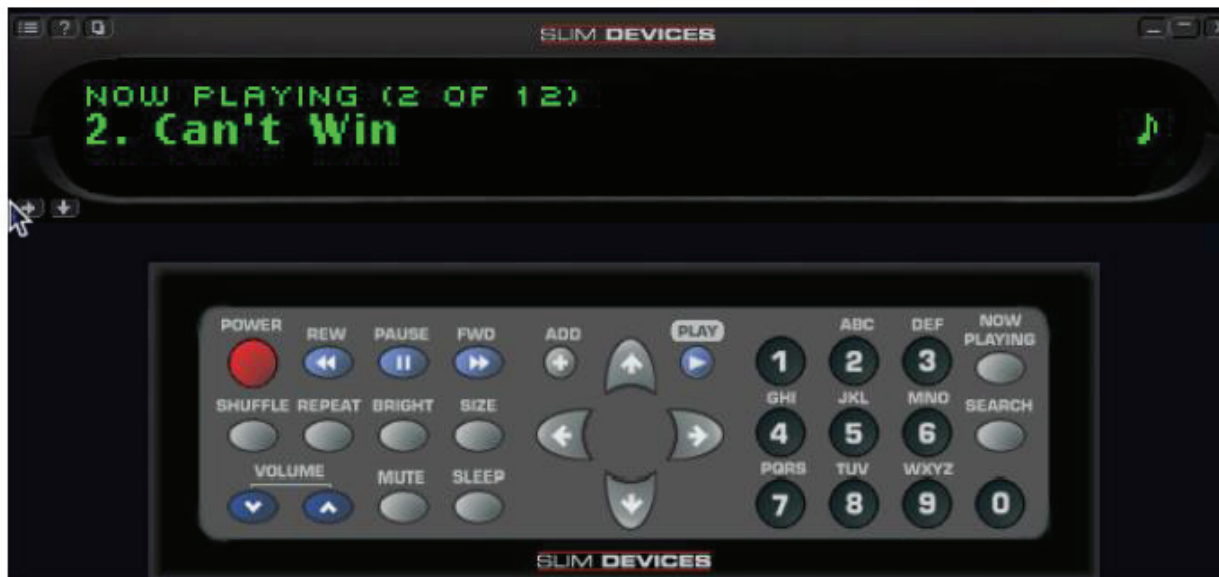 ?
SLIM DEVICES
NOW PLAYING (2 OF 12)
2. Can't Win
POWER REW PAUSE FWD ADD PLAY ABC DEF NOW PLAYING
1 2 3
SHUFFLE REPEAT BRIGHT SIZE GHI JKL MNO SEARCH
4 5 6
VOLUME MUTE SLEEP PQRS TUV WXYZ
7 8 9 0
SLIM DEVICES